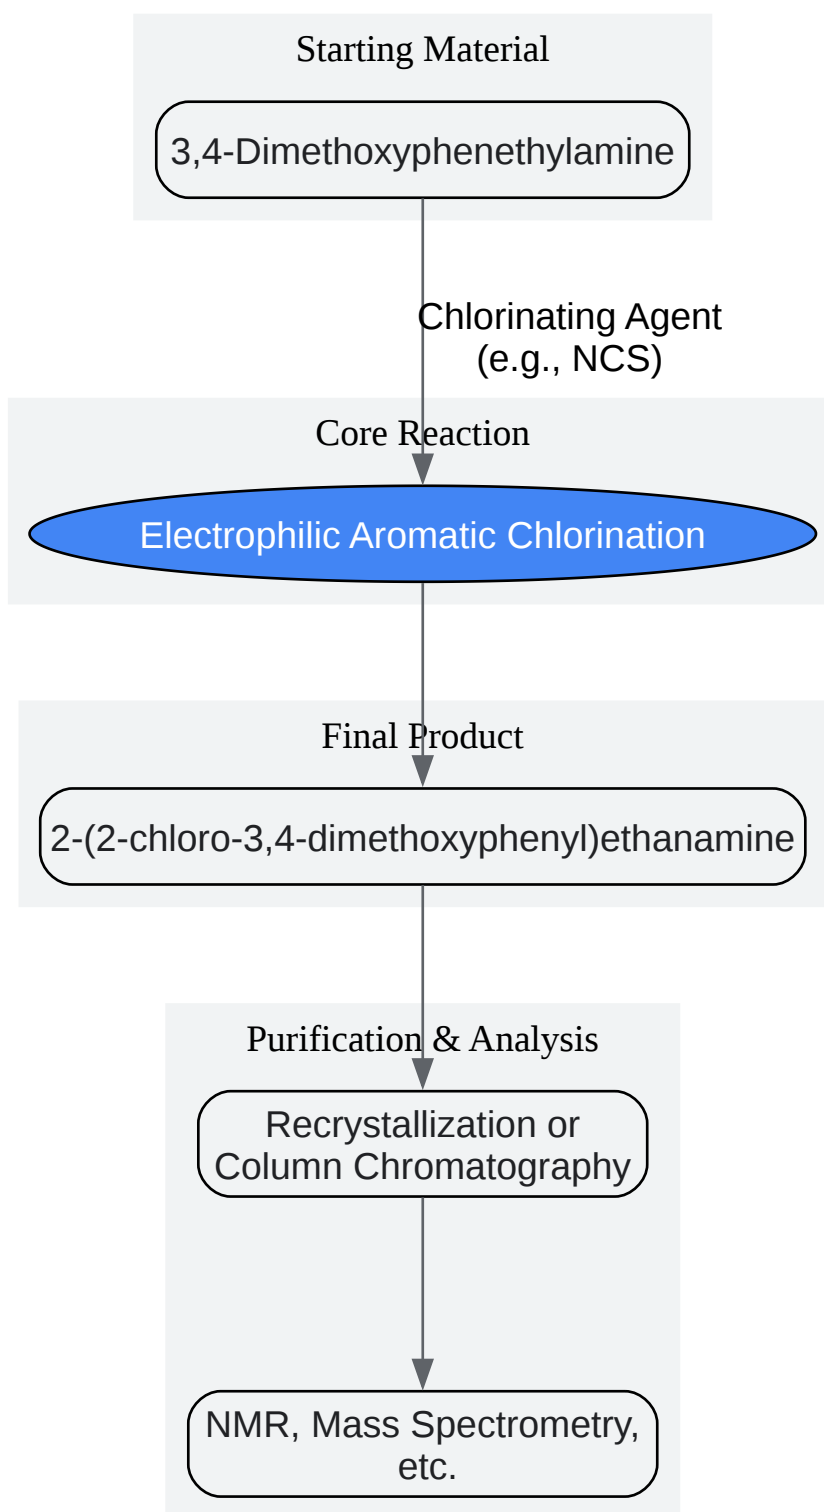 Starting Material
3,4-Dimethoxyphenethylamine
Chlorinating Agent
(e.g., NCS)
Core Reaction
Electrophilic Aromatic Chlorination
Final Product
2-(2-chloro-3,4-dimethoxyphenyl)ethanamine
Purification & Analysis
Recrystallization or
Column Chromatography
NMR, Mass Spectrometry,
etc.